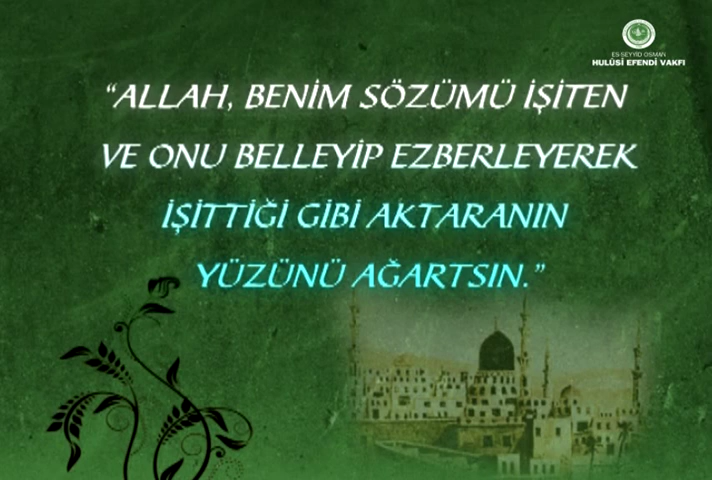 ES-SEYYİD OSMAN
HULÛSİ EFENDİ VAKFI
“ALLAH, BENİM SÖZÜMÜ İŞİTEN
VE ONU BELLEYİP EZBERLEYEREK
İŞİTTİĞİ GİBİ AKTARANIN
YÜZÜNÜ AĞARTSIN.”